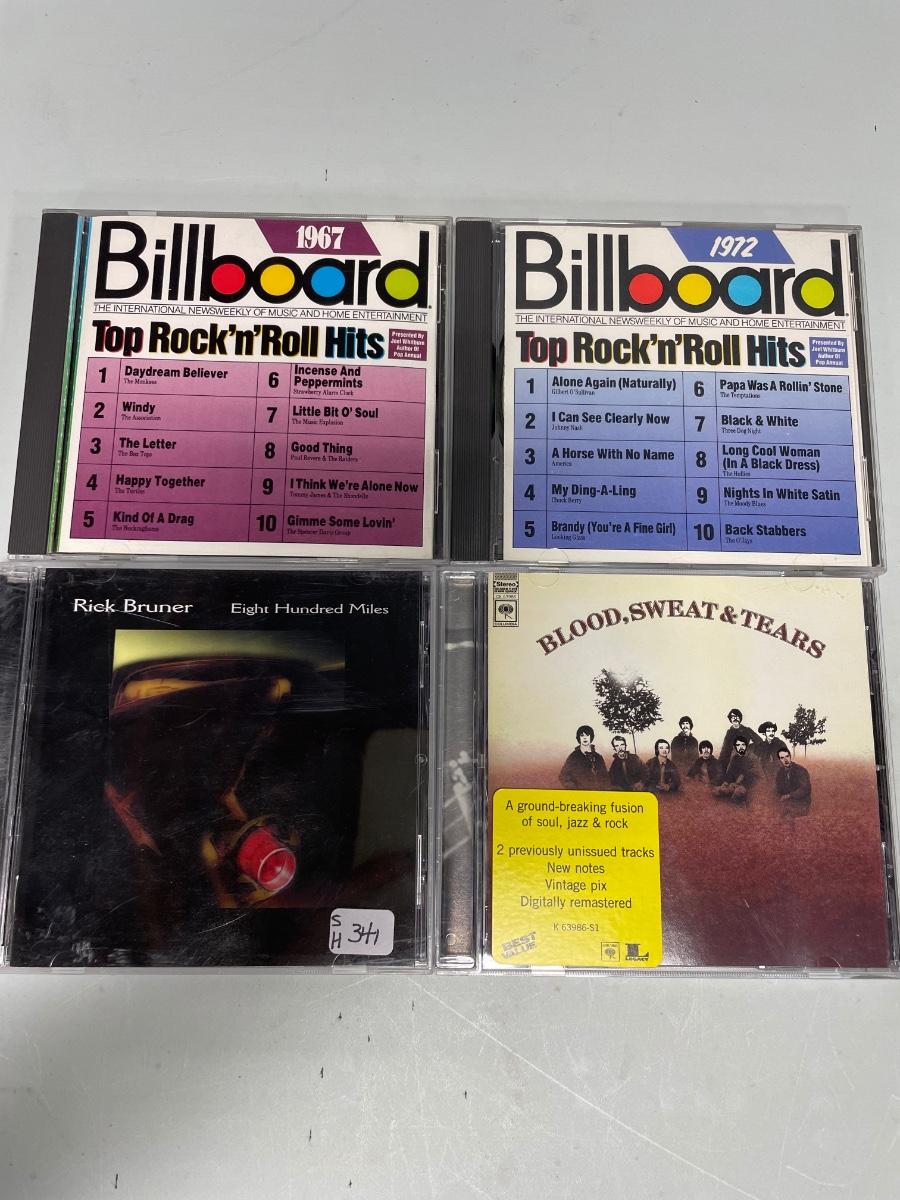 1967
Billboard
THE INTERNATIONAL NEWSWEEKLY OF MUSIC AND HOME ENTERTAINMENT
Top Rock'n'Roll Hits
Presented By
Joel Whitburn
Author Of
Pop Annual
1 Daydream Believer
The Monkees
2 Windy
The Association
3 The Letter
The Box Tops
4 Happy Together
The Turtles
5 Kind Of A Drag
The Buckinghams
6 Incense And
Peppermints
Strawberry Alarm Clock
7 Little Bit O' Soul
The Music Explosion
8 Good Thing
Paul Revere & The Raiders
9 I Think We're Alone Now
Tommy James & The Shondells
10 Gimme Some Lovin'
The Spencer Davis Group
1972
Billboard
THE INTERNATIONAL NEWSWEEKLY OF MUSIC AND HOME ENTERTAINMENT
Top Rock'n'Roll Hits
Presented By
Joel Whitburn
Author Of
Pop Annual
1 Alone Again (Naturally)
Gilbert O'Sullivan
2 I Can See Clearly Now
Johnny Nash
3 A Horse With No Name
America
4 My Ding-A-Ling
Chuck Berry
5 Brandy (You're A Fine Girl)
Looking Glass
6 Papa Was A Rollin' Stone
The Temptations
7 Black & White
Three Dog Night
8 Long Cool Woman
(In A Black Dress)
The Hollies
9 Nights In White Satin
The Moody Blues
10 Back Stabbers
The O'Jays
Rick Bruner Eight Hundred Miles
S
H 341
Stereo
COLUMBIA
BLOOD, SWEAT & TEARS
A ground-breaking fusion
of soul, jazz & rock
2 previously unissued tracks
New notes
Vintage pix
Digitally remastered
K 63986-S1
BEST
VALUE
LEGACY